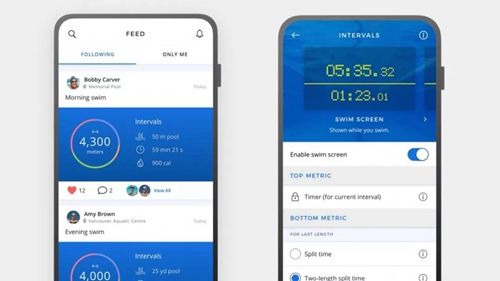 FEED
FOLLOWING
ONLY ME
Bobby Carver
Memorial Pool
Today
Morning swim
4,300
meters
Intervals
50 m pool
59 min 21 s
900 cal
12
2
View All
Amy Brown
Vancouver Aquatic Centre
Today
Evening swim
4,000
Intervals
25 yd pool
INTERVALS
05:35.32
01:23.01
SWIM SCREEN
Shown while you swim.
Enable swim screen
TOP METRIC
Timer (for current interval)
BOTTOM METRIC
FOR LAST LENGTH
Split time
Two-length split time